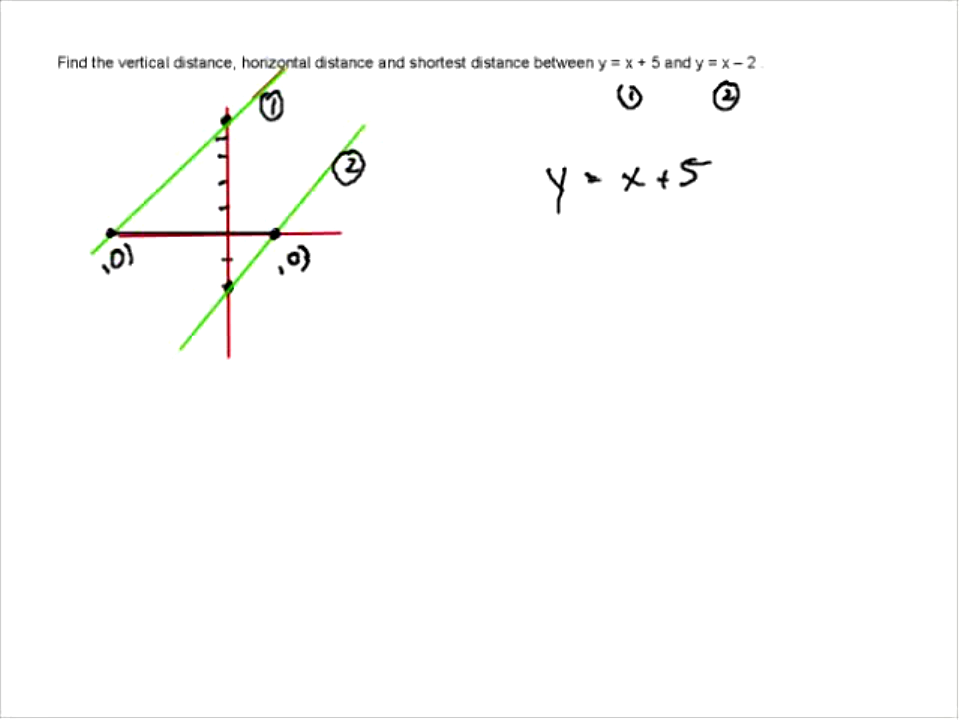 Find the vertical distance, horizontal distance and shortest distance between y = x + 5 and y = x – 2 .
① ②
①
②
y = x + 5
,0) ,0)